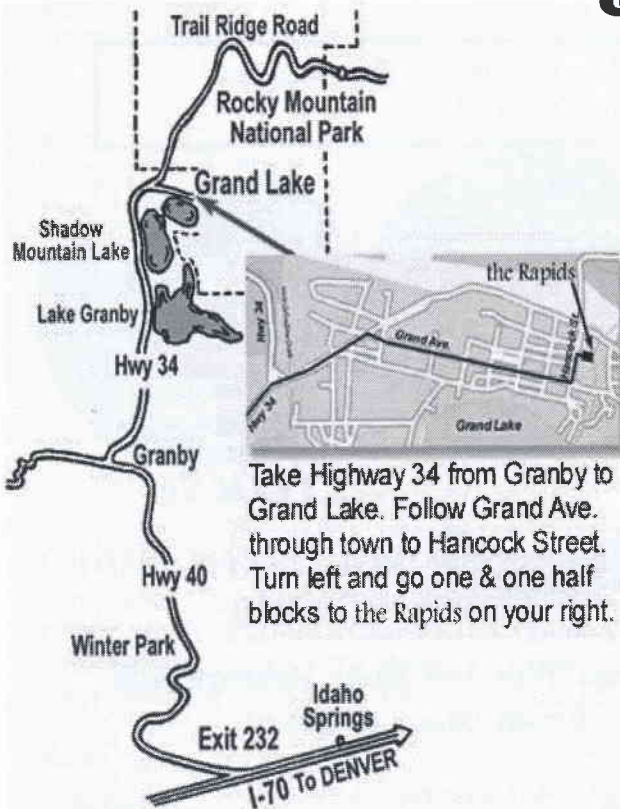 Trail Ridge Road
Rocky Mountain
National Park
Grand Lake
Shadow
Mountain Lake
the Rapids
Lake Granby
Hwy 34
Grand Ave.
Hancock St.
Hwy 34
Hwy 34
Grand Lake
Granby
Take Highway 34 from Granby to
Grand Lake. Follow Grand Ave.
through town to Hancock Street.
Turn left and go one & one half
blocks to the Rapids on your right.
Hwy 40
Winter Park
Idaho
Springs
Exit 232
I-70 To DENVER